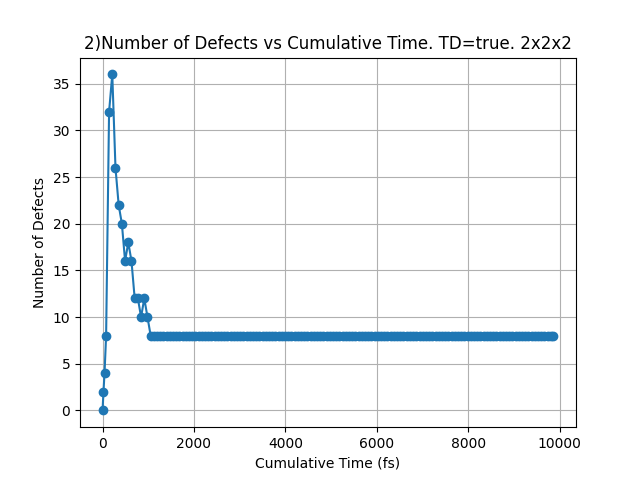 2)Number of Defects vs Cumulative Time. TD=true. 2x2x2
35
30
25
20
15
10
5
0
Number of Defects
0 2000 4000 6000 8000 10000
Cumulative Time (fs)